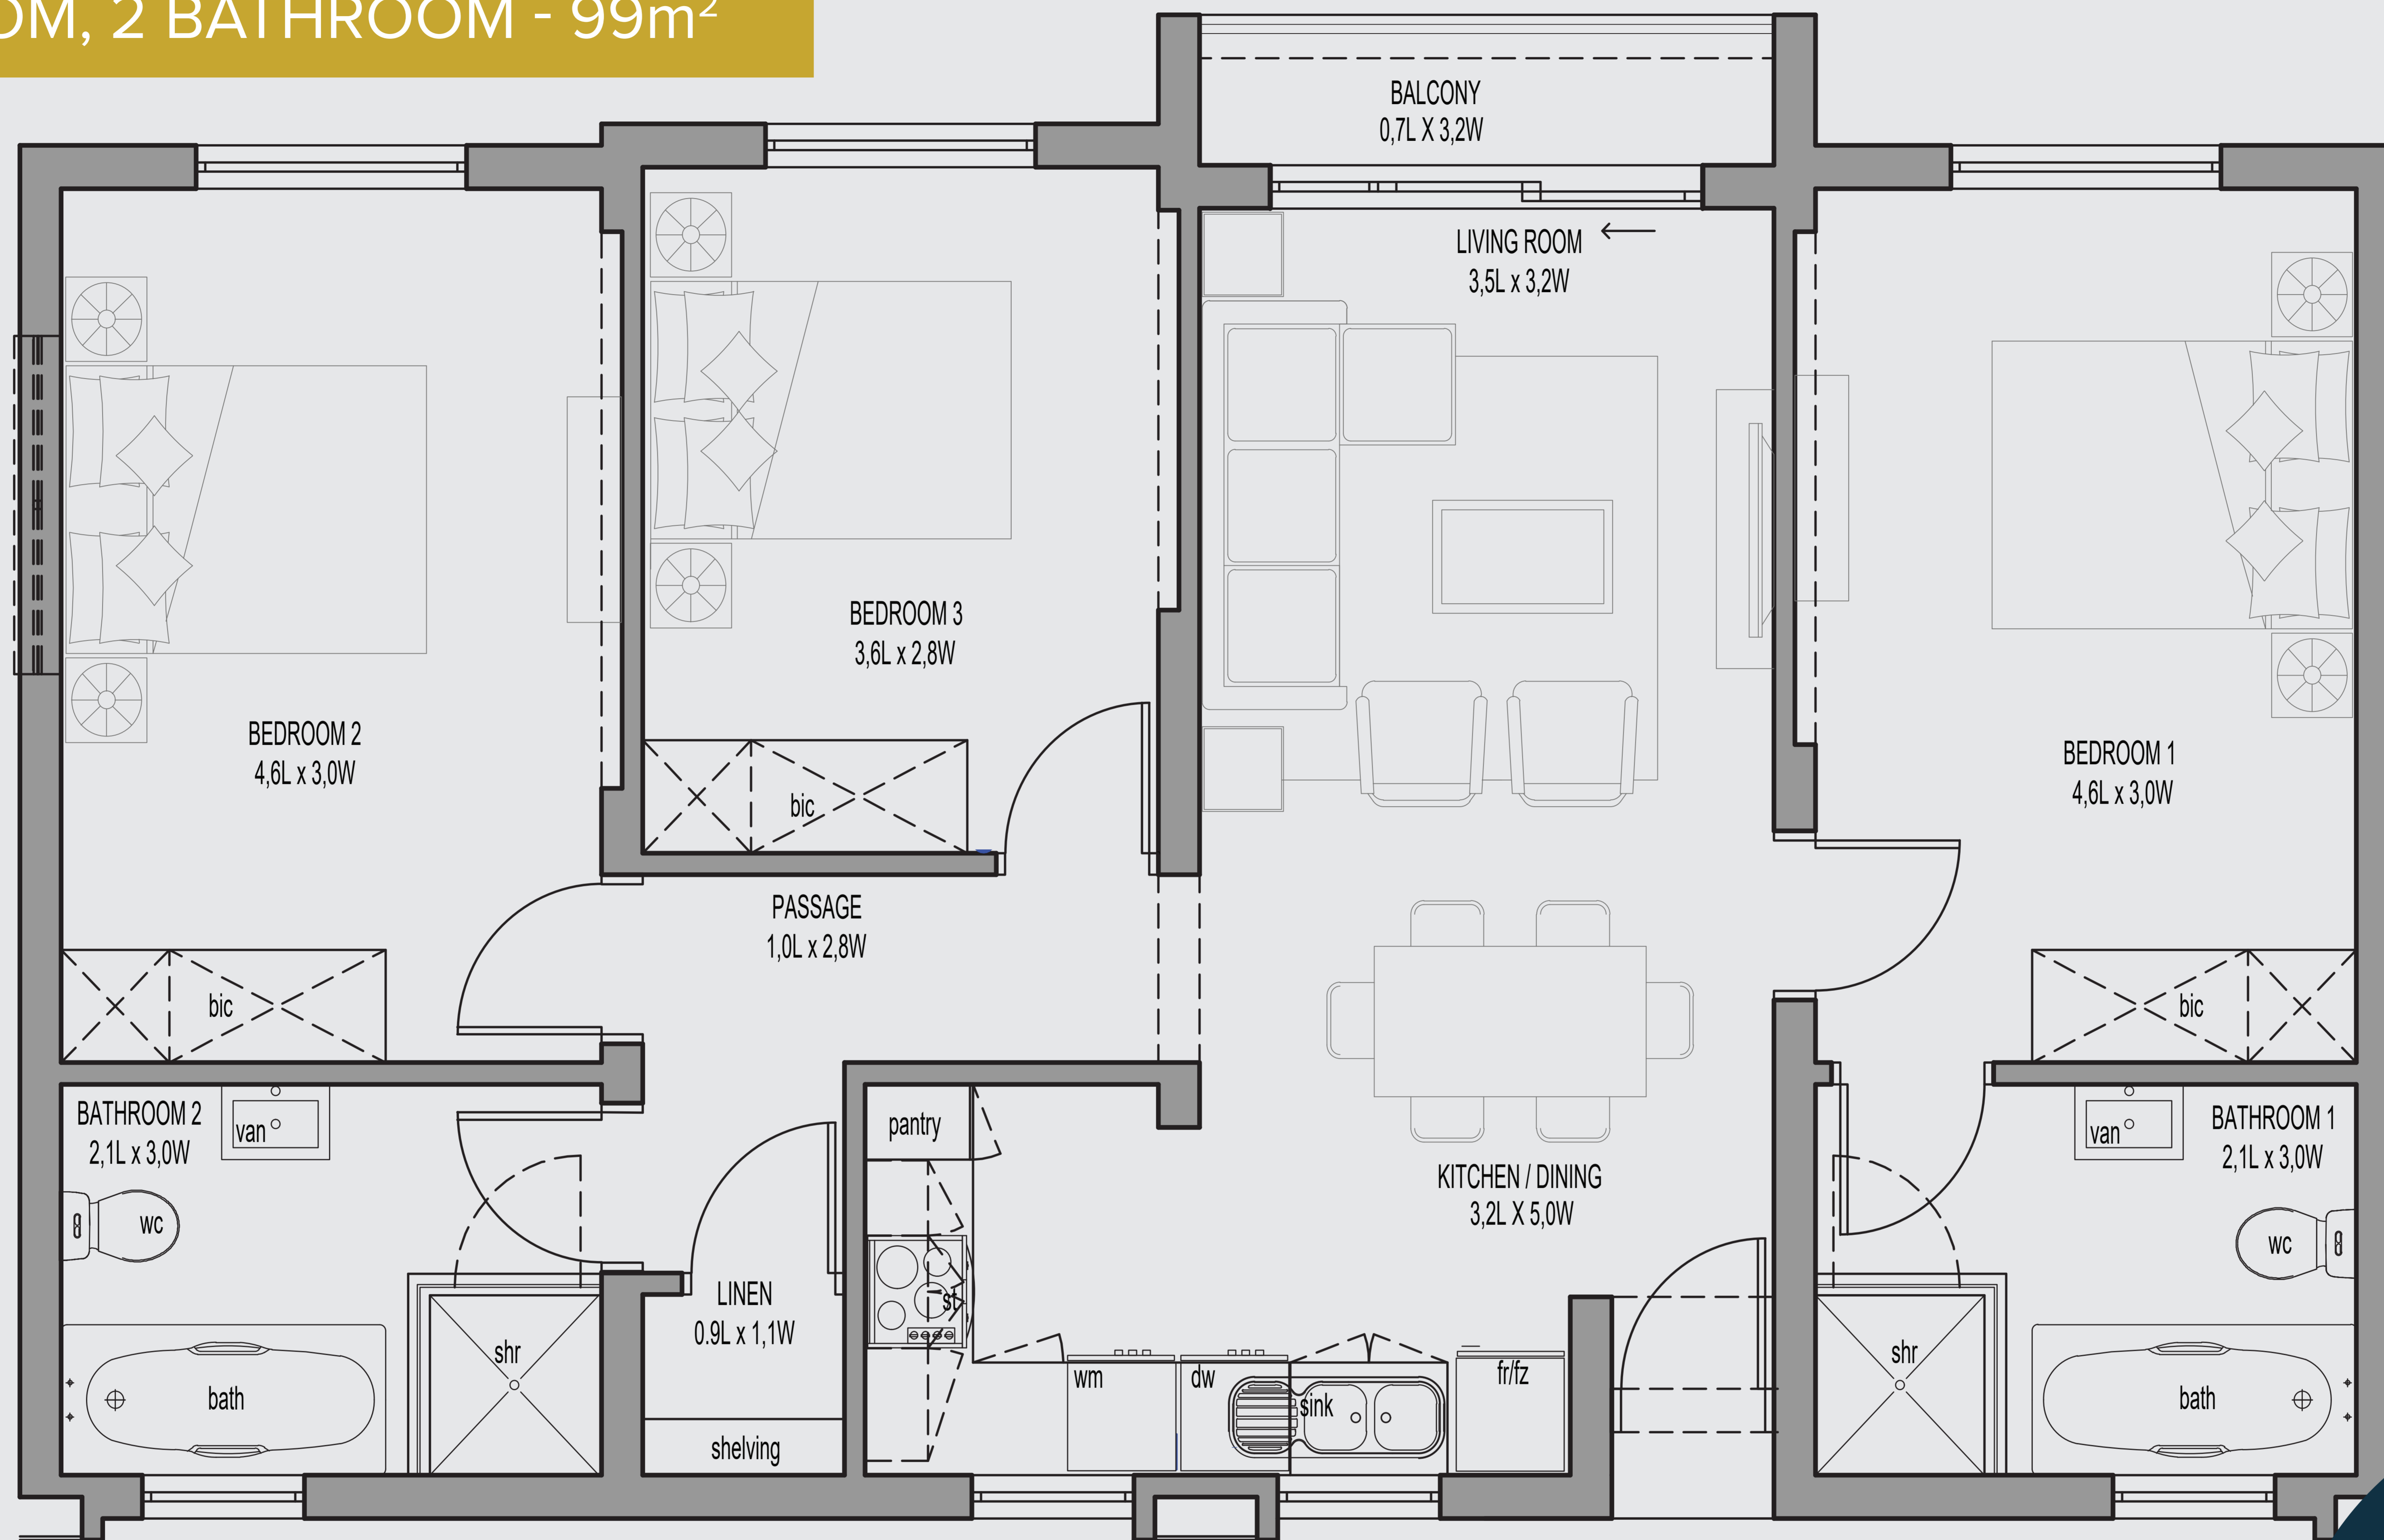 OM, 2 BATHROOM - 99m²
BALCONY
0,7L X 3,2W
LIVING ROOM
3,5L x 3,2W
BEDROOM 3
3,6L x 2,8W
BEDROOM 2
4,6L x 3,0W
BEDROOM 1
4,6L x 3,0W
bic
PASSAGE
1,0L x 2,8W
bic
bic
BATHROOM 2
2,1L x 3,0W
van
wc
shr
bath
LINEN
0.9L x 1,1W
shelving
pantry
st
wm
dw
sink
fr/fz
KITCHEN / DINING
3,2L X 5,0W
BATHROOM 1
2,1L x 3,0W
van
wc
shr
bath